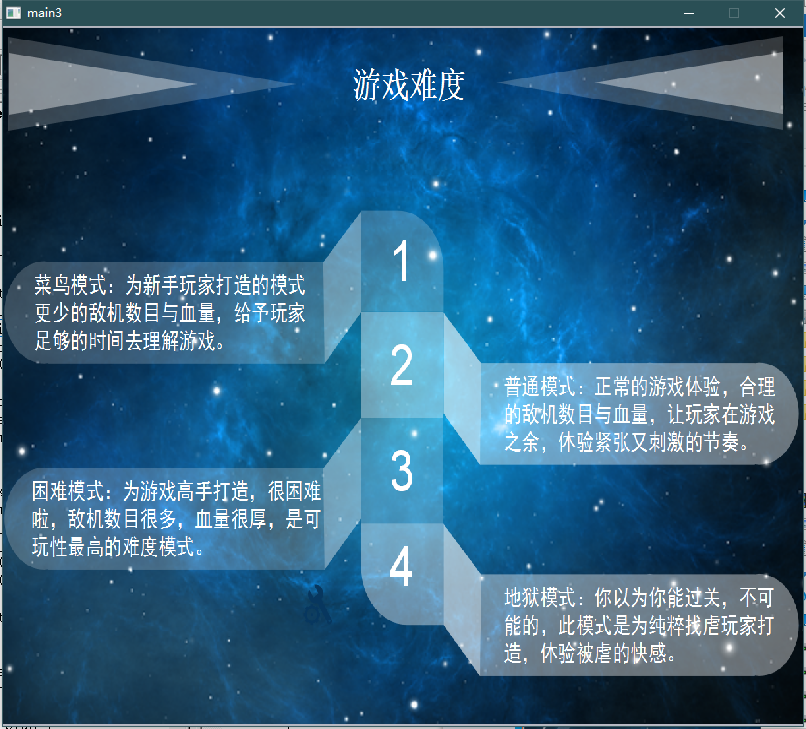 main3
游戏难度
1
菜鸟模式：为新手玩家打造的模式
更少的敌机数目与血量，给予玩家
足够的时间去理解游戏。
2
普通模式：正常的游戏体验，合理
的敌机数目与血量，让玩家在游戏
之余，休验紧张又刺激的节奏。
3
困难模式：为游戏高手打造，很困难
啦，敌机数目很多，血量很厚，是可
玩性最高的难度模式。
4
地狱模式：你以为你能过关，不可
能的，此模式是为纯粹找虐玩家打
造，休验被虐的快感。